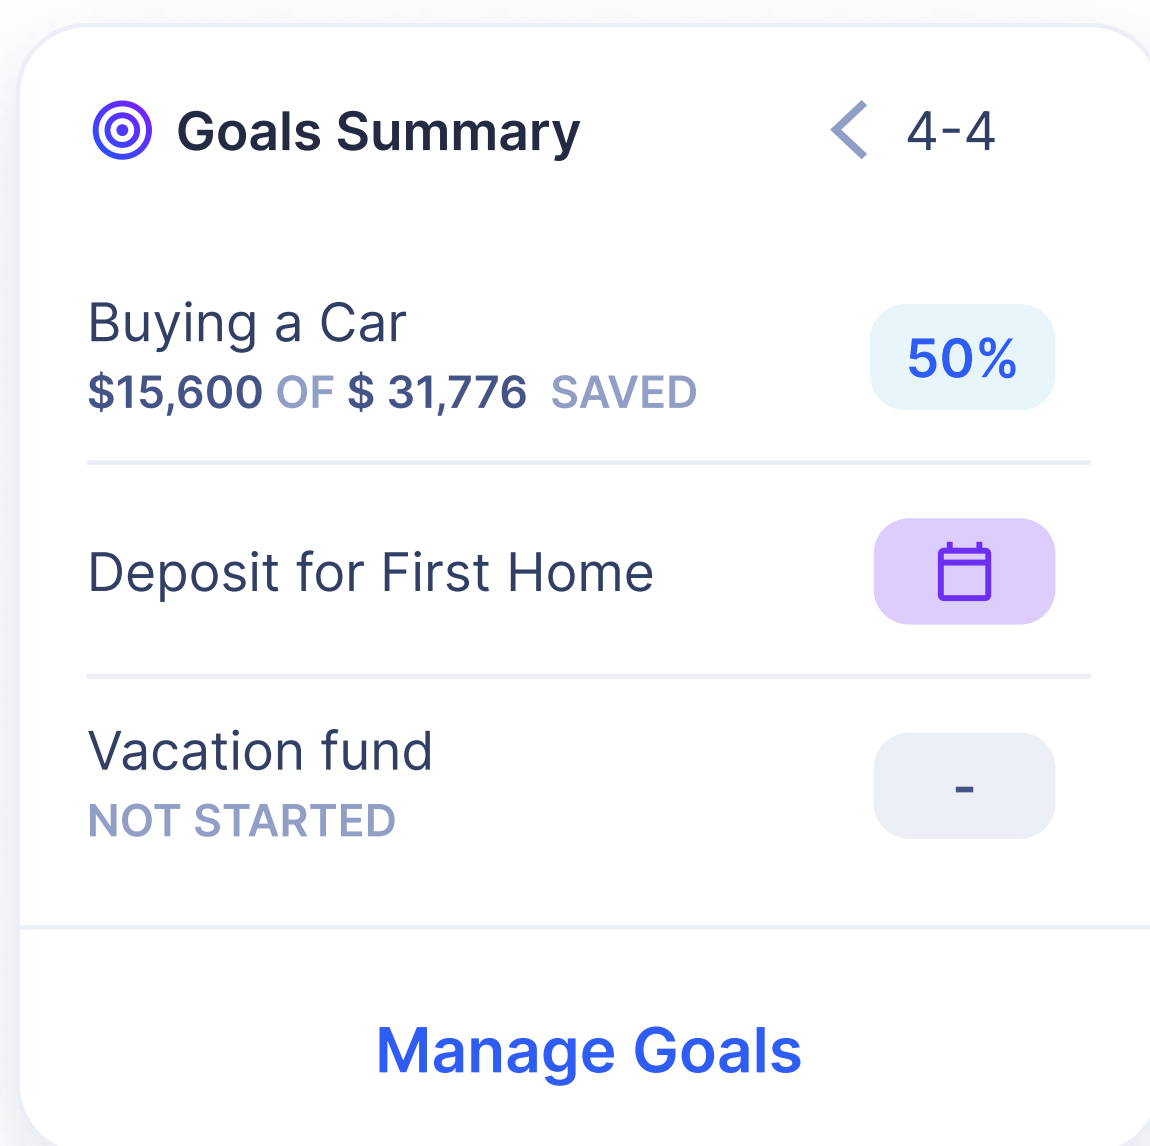 Goals Summary
4-4
Buying a Car
50%
$15,600 OF $ 31,776 SAVED
Deposit for First Home
Vacation fund
-
NOT STARTED
Manage Goals